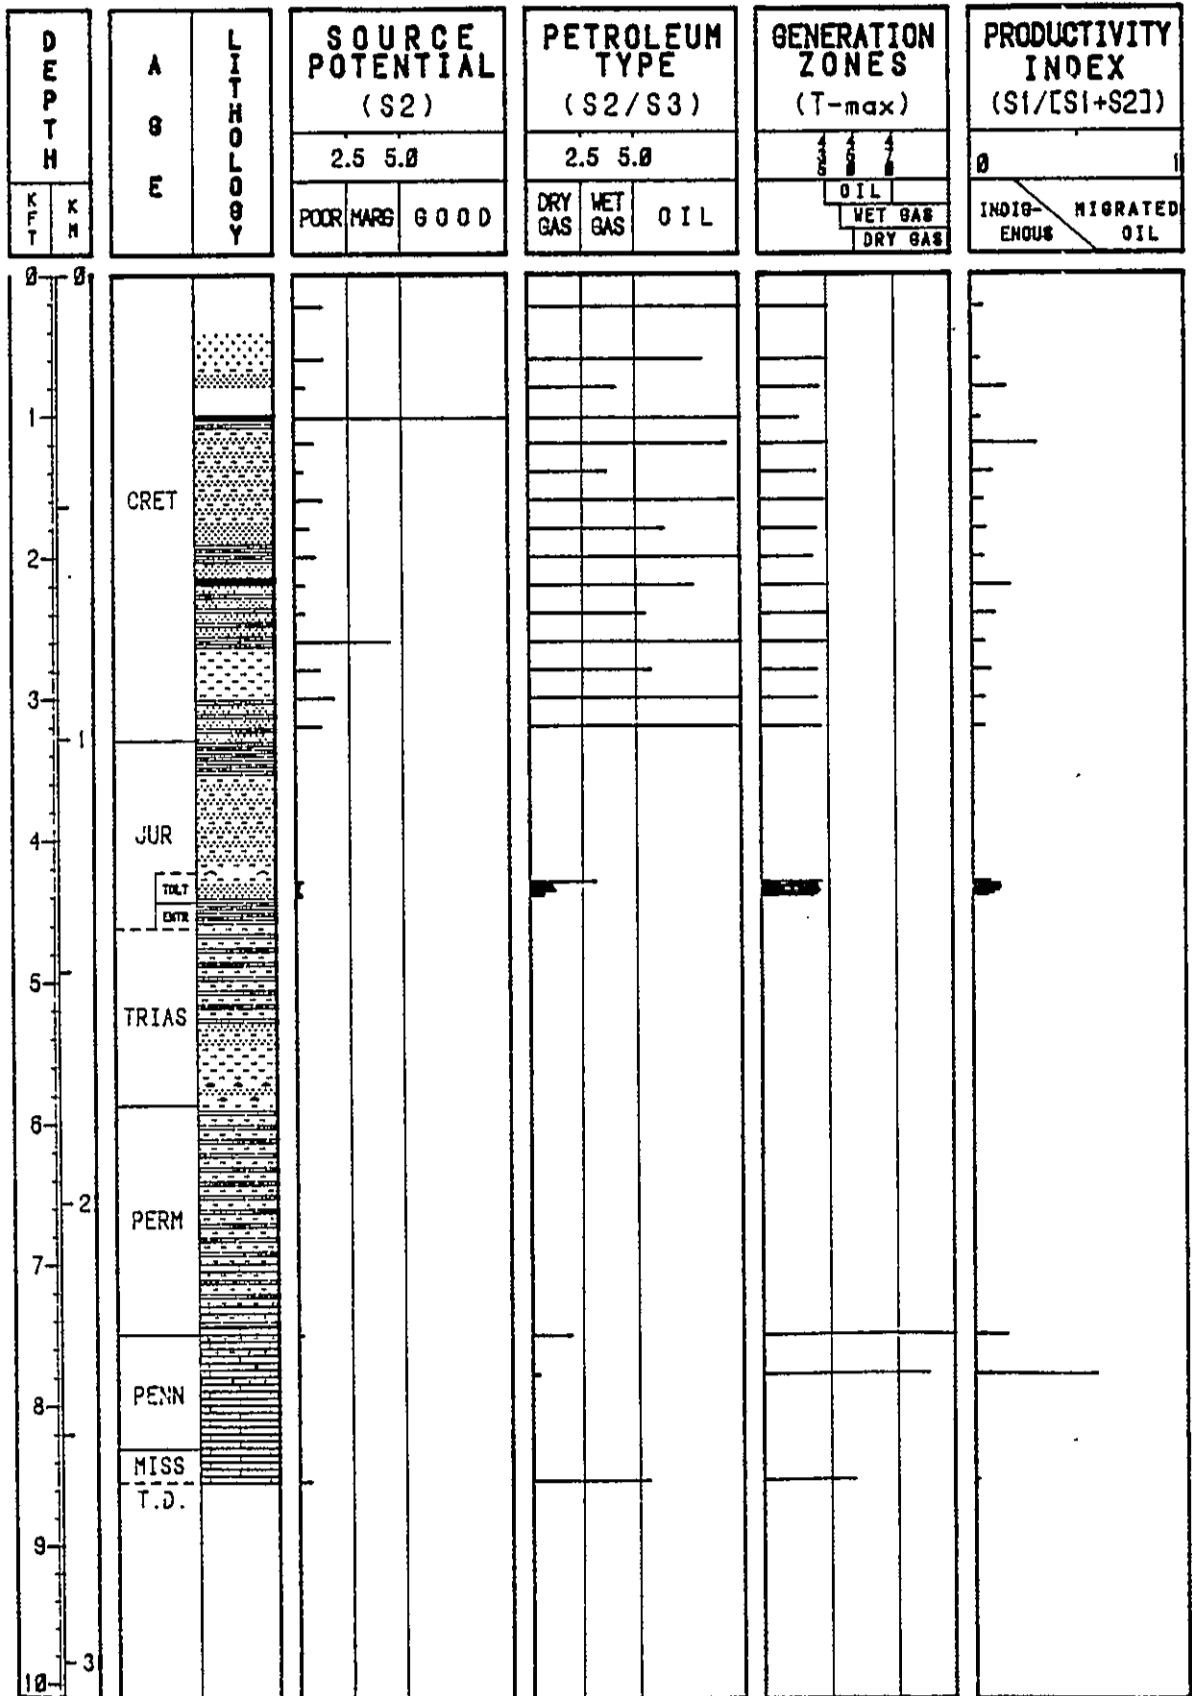 DEPTH
KFT
KM
A G E
LITHOLOGY
SOURCE
POTENTIAL
(S2)
2.5 5.0
POOR MARG GOOD
PETROLEUM
TYPE
(S2/S3)
2.5 5.0
DRY
GAS
WET
GAS
OIL
GENERATION
ZONES
(T-max)
OIL
WET GAS
DRY GAS
PRODUCTIVITY
INDEX
(S1/[S1+S2])
0 1
INDIG-
ENOUS
MIGRATED
OIL
0 0
1
CRET
2
3
1
JUR
4
TDLT
ENTR
5
TRIAS
6
2
PERM
7
PENN
8
MISS
T.D.
9
3
10